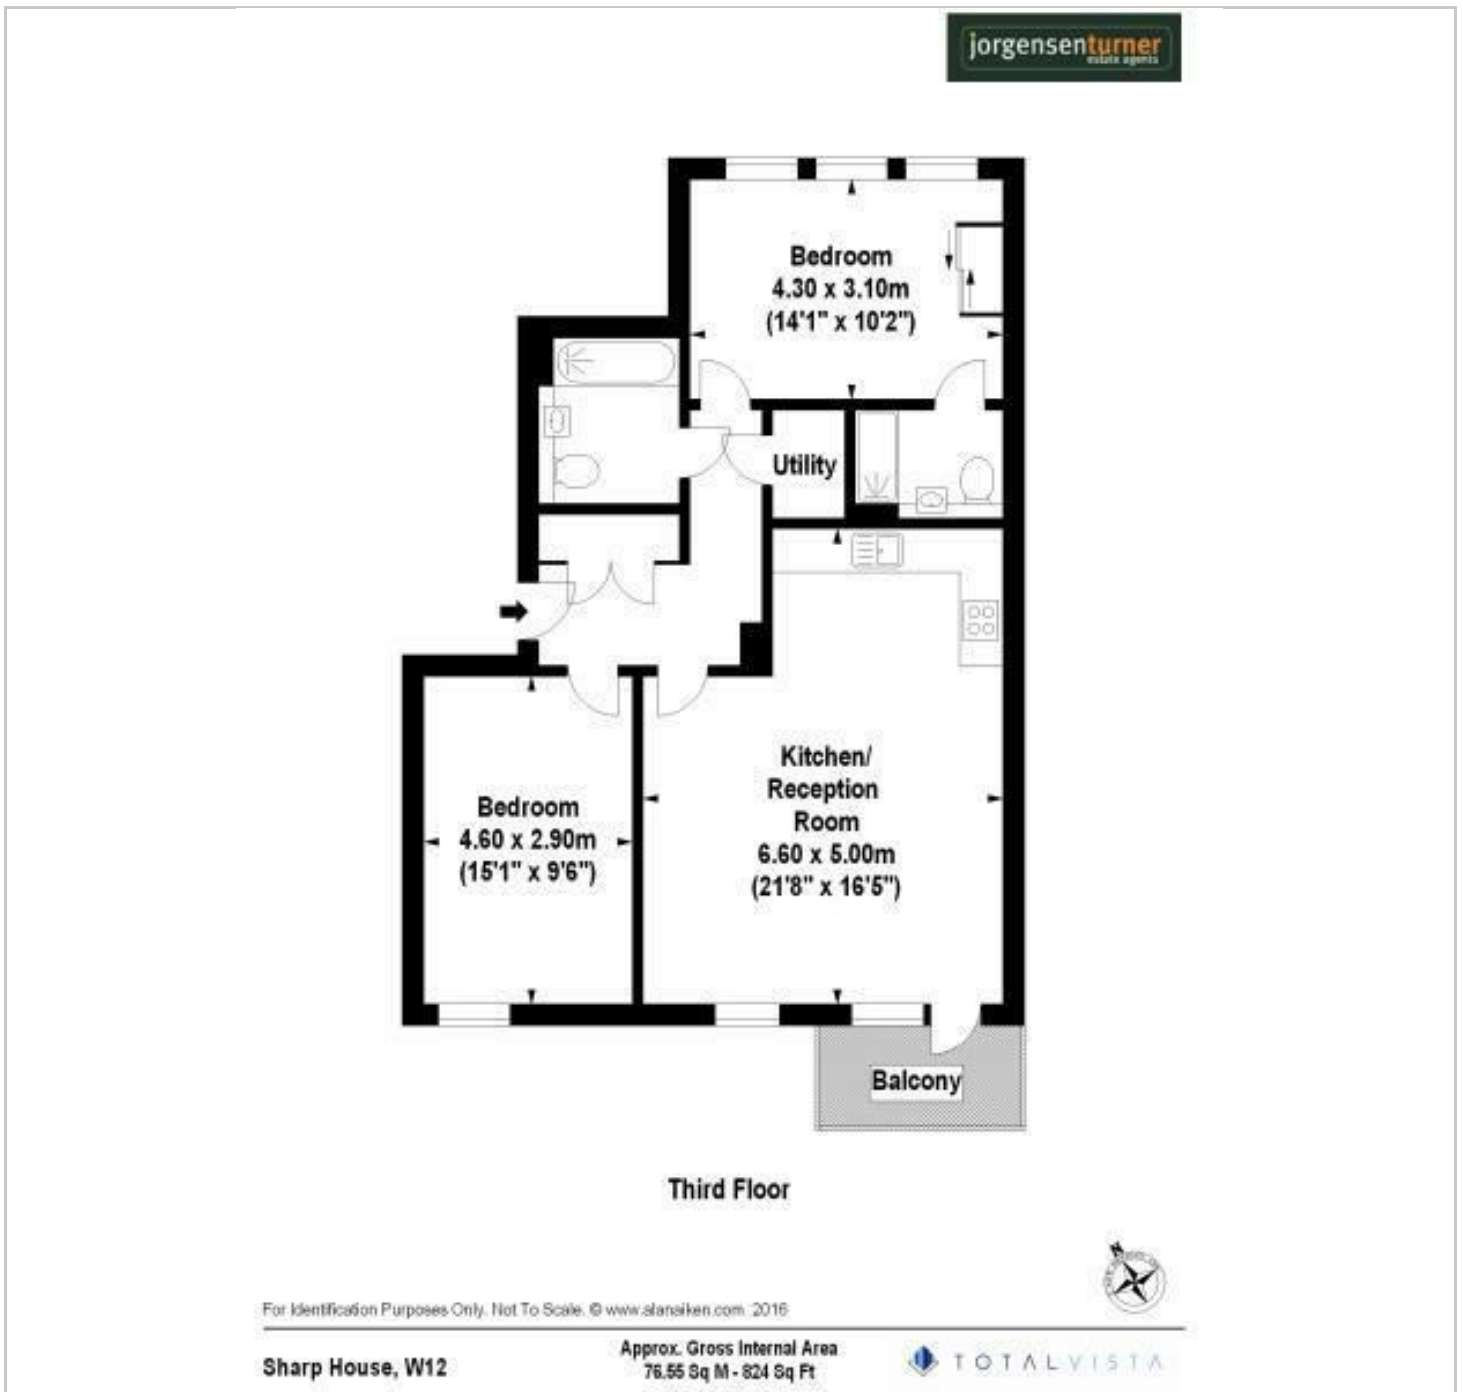 jorgensenturner
estate agents
Bedroom
4.30 x 3.10m
(14'1" x 10'2")
Utility
Kitchen/
Reception
Room
6.60 x 5.00m
(21'8" x 16'5")
Bedroom
4.60 x 2.90m
(15'1" x 9'6")
Balcony
Third Floor
N
For Identification Purposes Only. Not To Scale. © www.alanaiken.com 2016
Sharp House, W12
Approx. Gross Internal Area
76.55 Sq M - 824 Sq Ft
TOTALVISTA